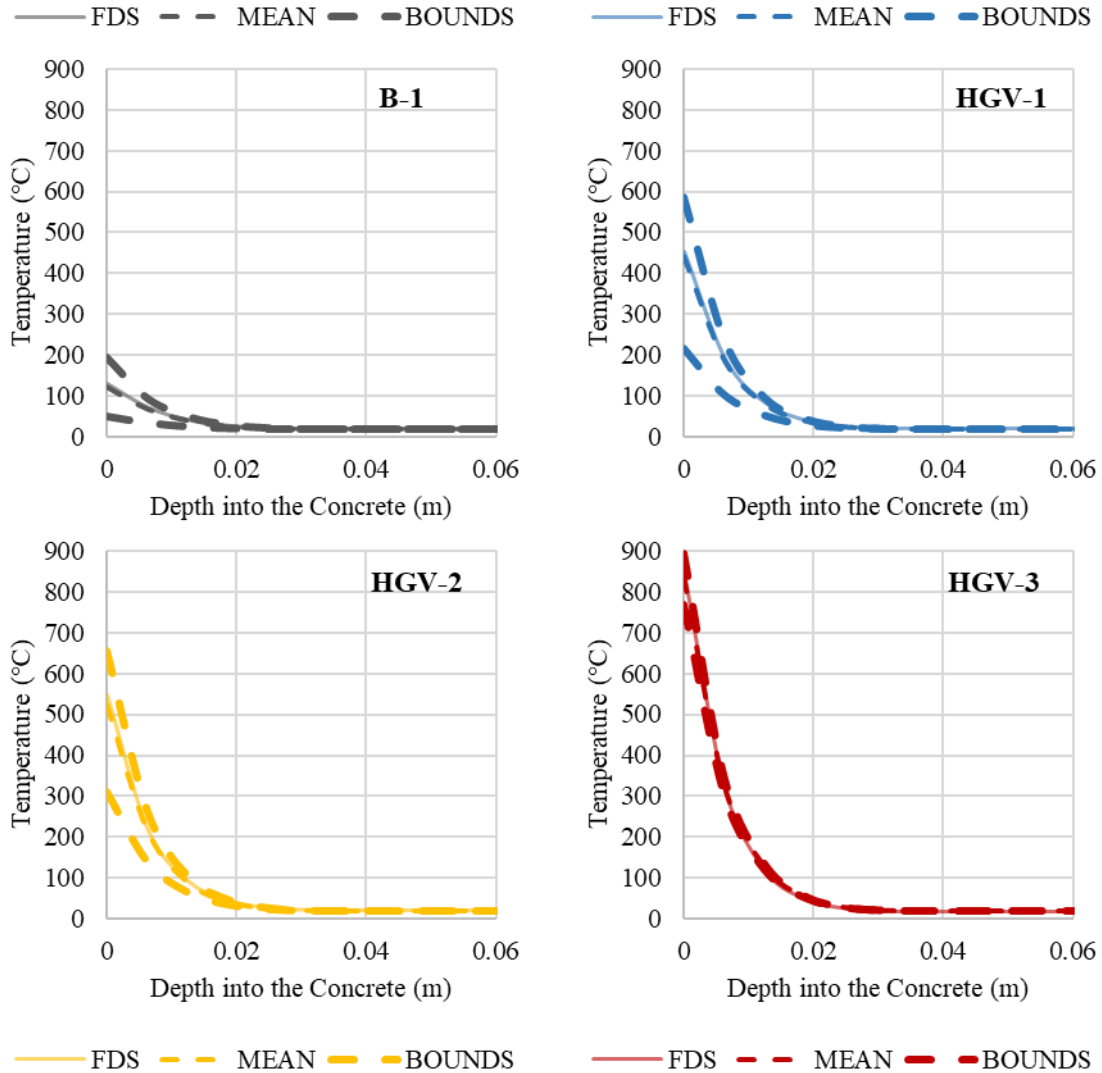 FDS MEAN BOUNDS
FDS MEAN BOUNDS
B-1
Temperature (°C)
900
800
700
600
500
400
300
200
100
0
0 0.02 0.04 0.06
Depth into the Concrete (m)
HGV-1
Temperature (°C)
900
800
700
600
500
400
300
200
100
0
0 0.02 0.04 0.06
Depth into the Concrete (m)
HGV-2
Temperature (°C)
900
800
700
600
500
400
300
200
100
0
0 0.02 0.04 0.06
Depth into the Concrete (m)
HGV-3
Temperature (°C)
900
800
700
600
500
400
300
200
100
0
0 0.02 0.04 0.06
Depth into the Concrete (m)
FDS MEAN BOUNDS
FDS MEAN BOUNDS